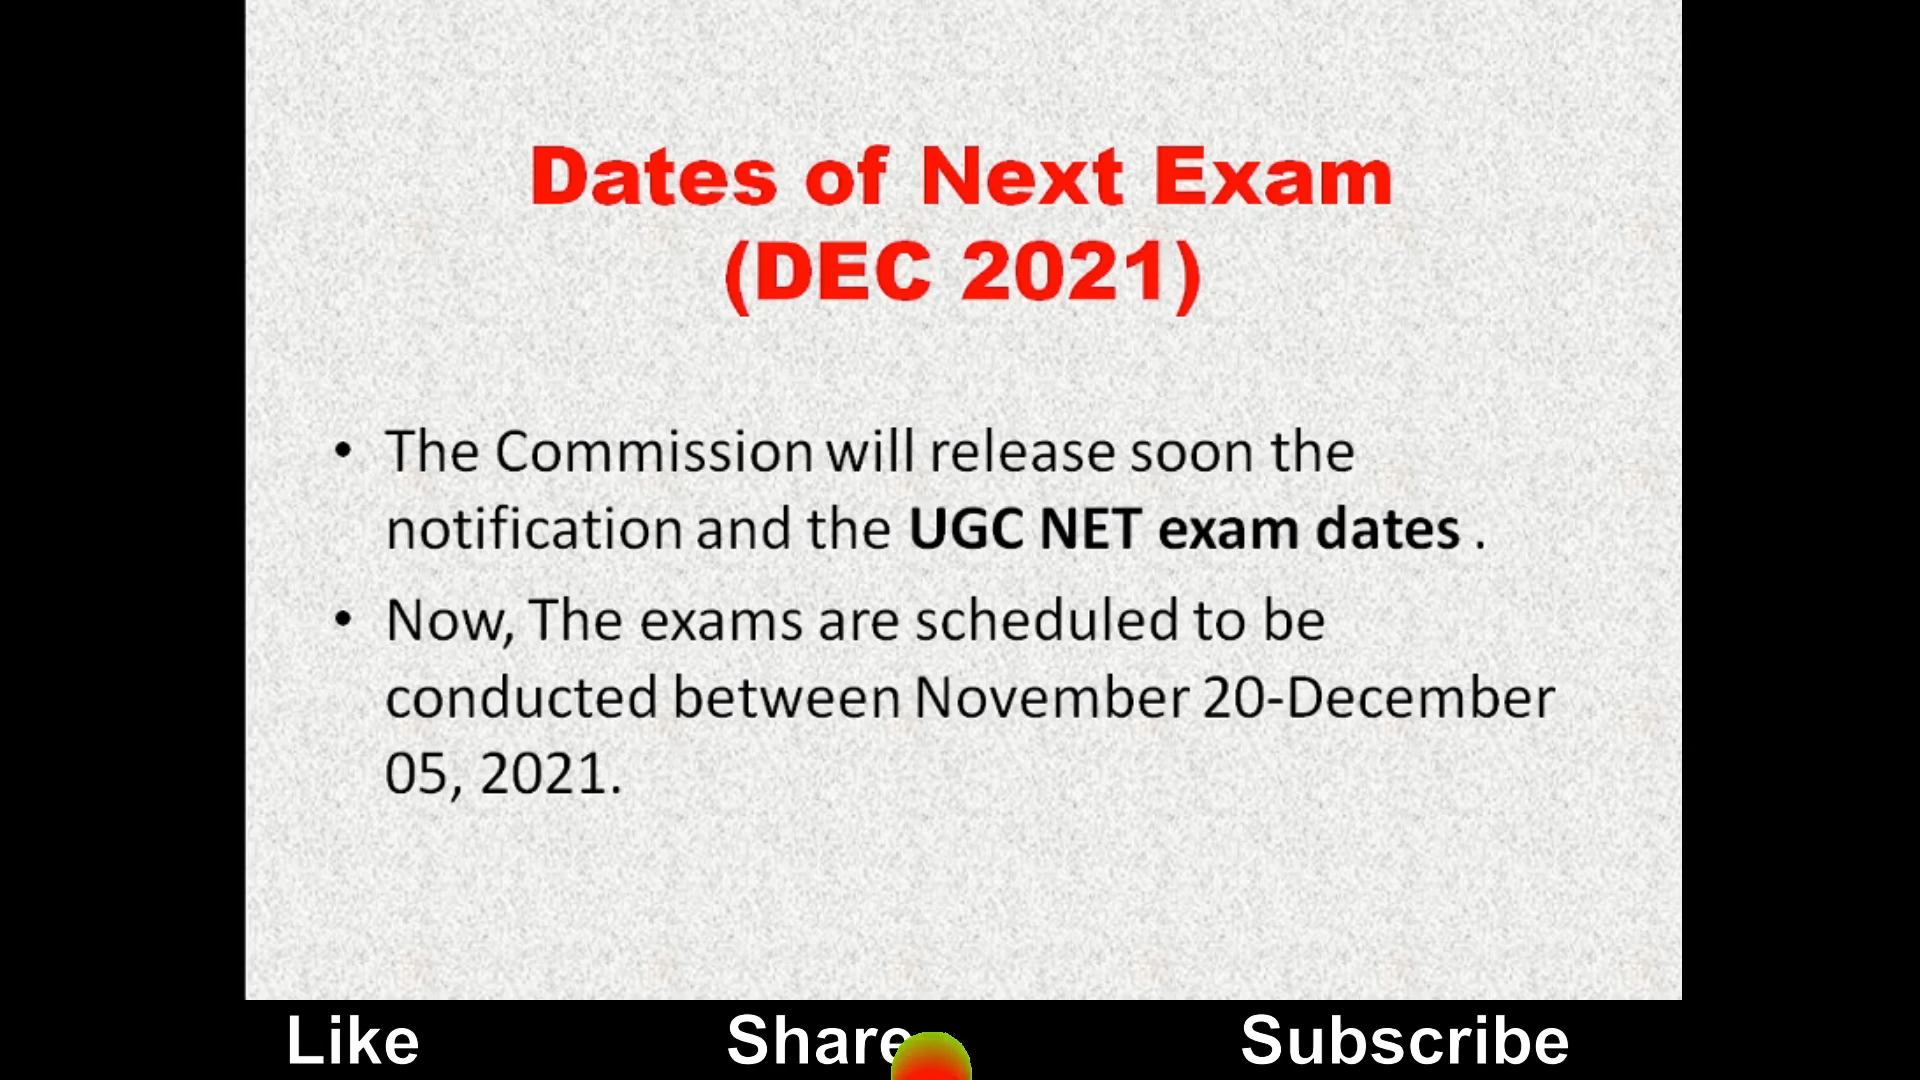 Dates of Next Exam
(DEC 2021)
• The Commission will release soon the
notification and the UGC NET exam dates .
• Now, The exams are scheduled to be
conducted between November 20-December
05, 2021.
Like Share Subscribe